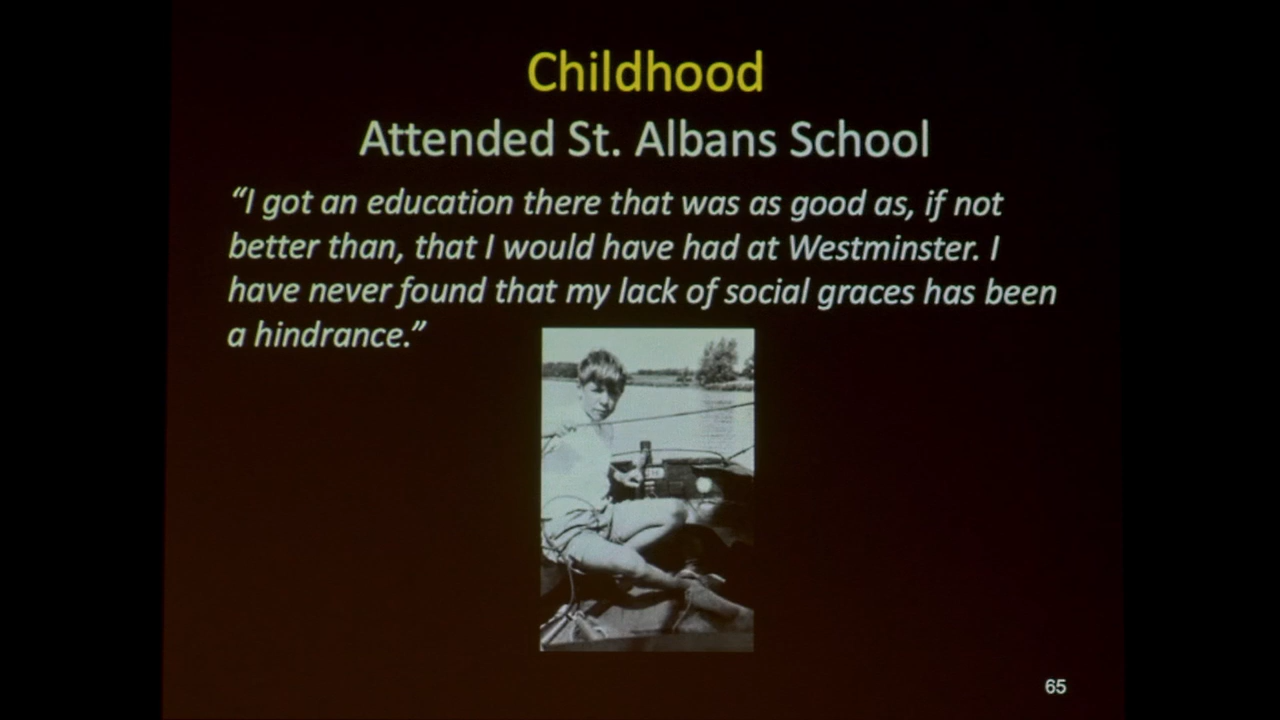 Childhood
Attended St. Albans School
“I got an education there that was as good as, if not
better than, that I would have had at Westminster. I
have never found that my lack of social graces has been
a hindrance.”
65